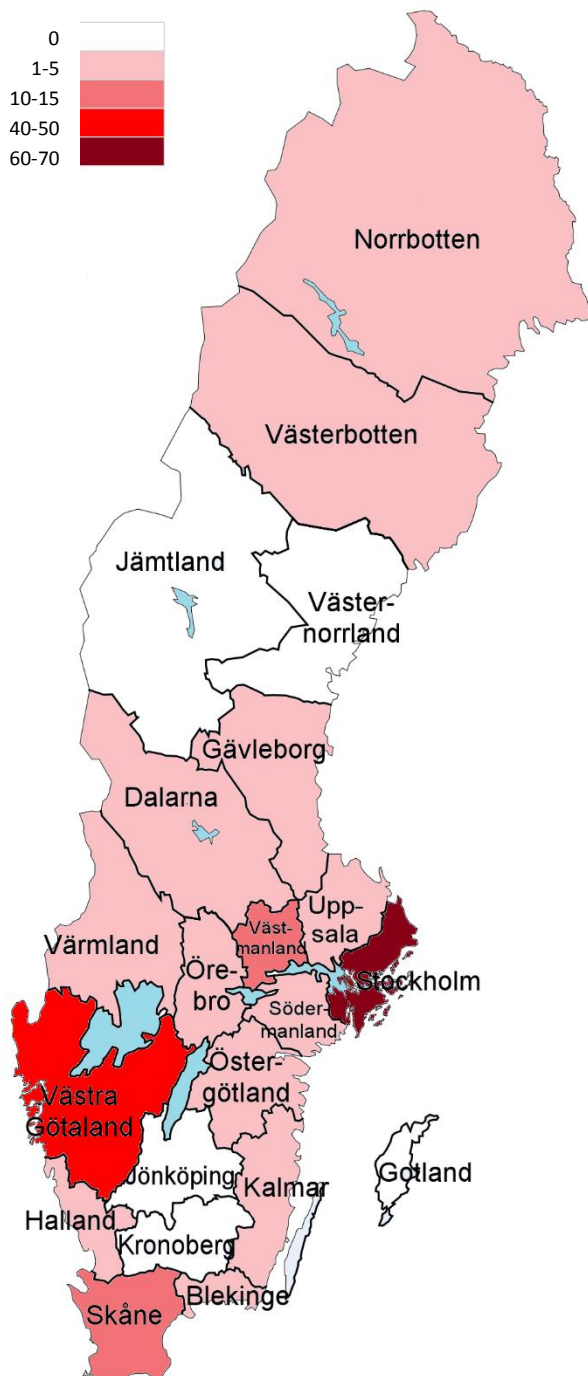 0
1-5
10-15
40-50
60-70
Norrbotten
Västerbotten
Jämtland
Väster-
norrland
Gävleborg
Dalarna
Upp-
sala
Väst-
manland
Värmland
Öre-
bro
Stockholm
Söder-
manland
Öster-
götland
Västra
Götaland
Jönköping
Gotland
Kalmar
Halland
Kronoberg
Blekinge
Skåne